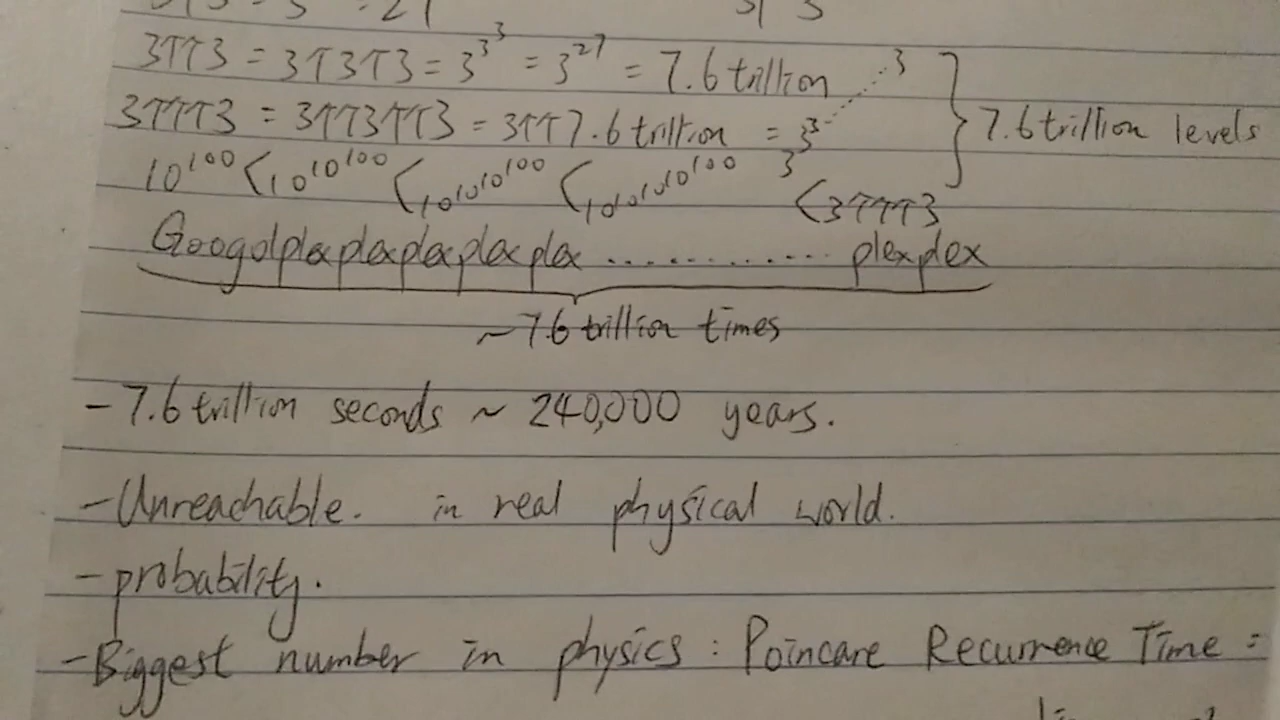 3↑↑3 = 3↑3↑3 = 3^3^3 = 3^27 = 7.6 trillion
3↑↑↑3 = 3↑↑3↑↑3 = 3↑↑7.6 trillion = 3^3^3^.......^3 } 7.6 trillion levels
10^100 < 10^10^100 < 10^10^10^100 < 10^10^10^10^100 < 3↑↑↑3
Googolplexplexplexplexplex ............ plexplex
~7.6 trillion times
- 7.6 trillion seconds ~ 240,000 years.
- Unreachable. in real physical world.
- probability.
- Biggest number in physics : Poincare Recurrence Time =